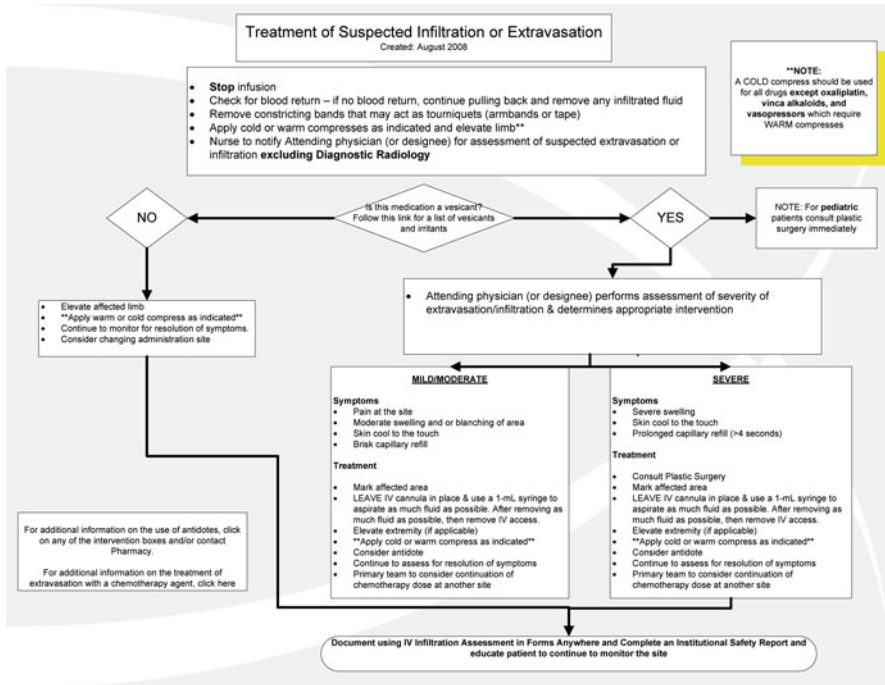 Treatment of Suspected Infiltration or Extravasation
Created: August 2008
**NOTE:
A COLD compress should be used
for all drugs except oxaliplatin,
vinca alkaloids, and
vasopressors which require
WARM compresses
• Stop infusion
• Check for blood return – if no blood return, continue pulling back and remove any infiltrated fluid
• Remove constricting bands that may act as tourniquets (armbands or tape)
• Apply cold or warm compresses as indicated and elevate limb**
• Nurse to notify Attending physician (or designee) for assessment of suspected extravasation or
infiltration excluding Diagnostic Radiology
NO
Is this medication a vesicant?
Follow this link for a list of vesicants
and irritants
YES
NOTE: For pediatric
patients consult plastic
surgery immediately
• Elevate affected limb
• **Apply warm or cold compress as indicated**
• Continue to monitor for resolution of symptoms.
• Consider changing administration site
• Attending physician (or designee) performs assessment of severity of
extravasation/infiltration & determines appropriate intervention
MILD/MODERATE
Symptoms
• Pain at the site
• Moderate swelling and or blanching of area
• Skin cool to the touch
• Brisk capillary refill
Treatment
• Mark affected area
• LEAVE IV cannula in place & use a 1-mL syringe to
aspirate as much fluid as possible. After removing as
much fluid as possible, then remove IV access.
• Elevate extremity (if applicable)
• **Apply cold or warm compress as indicated**
• Consider antidote
• Continue to assess for resolution of symptoms
• Primary team to consider continuation of
chemotherapy dose at another site
SEVERE
Symptoms
• Severe swelling
• Skin cool to the touch
• Prolonged capillary refill (>4 seconds)
Treatment
• Consult Plastic Surgery
• Mark affected area
• LEAVE IV cannula in place & use a 1-mL syringe to
aspirate as much fluid as possible. After removing as
much fluid as possible, then remove IV access.
• Elevate extremity (if applicable)
• **Apply cold or warm compress as indicated**
• Consider antidote
• Continue to assess for resolution of symptoms
• Primary team to consider continuation of
chemotherapy dose at another site
For additional information on the use of antidotes, click
on any of the intervention boxes and/or contact
Pharmacy.
For additional information on the treatment of
extravasation with a chemotherapy agent, click here
Document using IV Infiltration Assessment in Forms Anywhere and Complete an Institutional Safety Report and
educate patient to continue to monitor the site